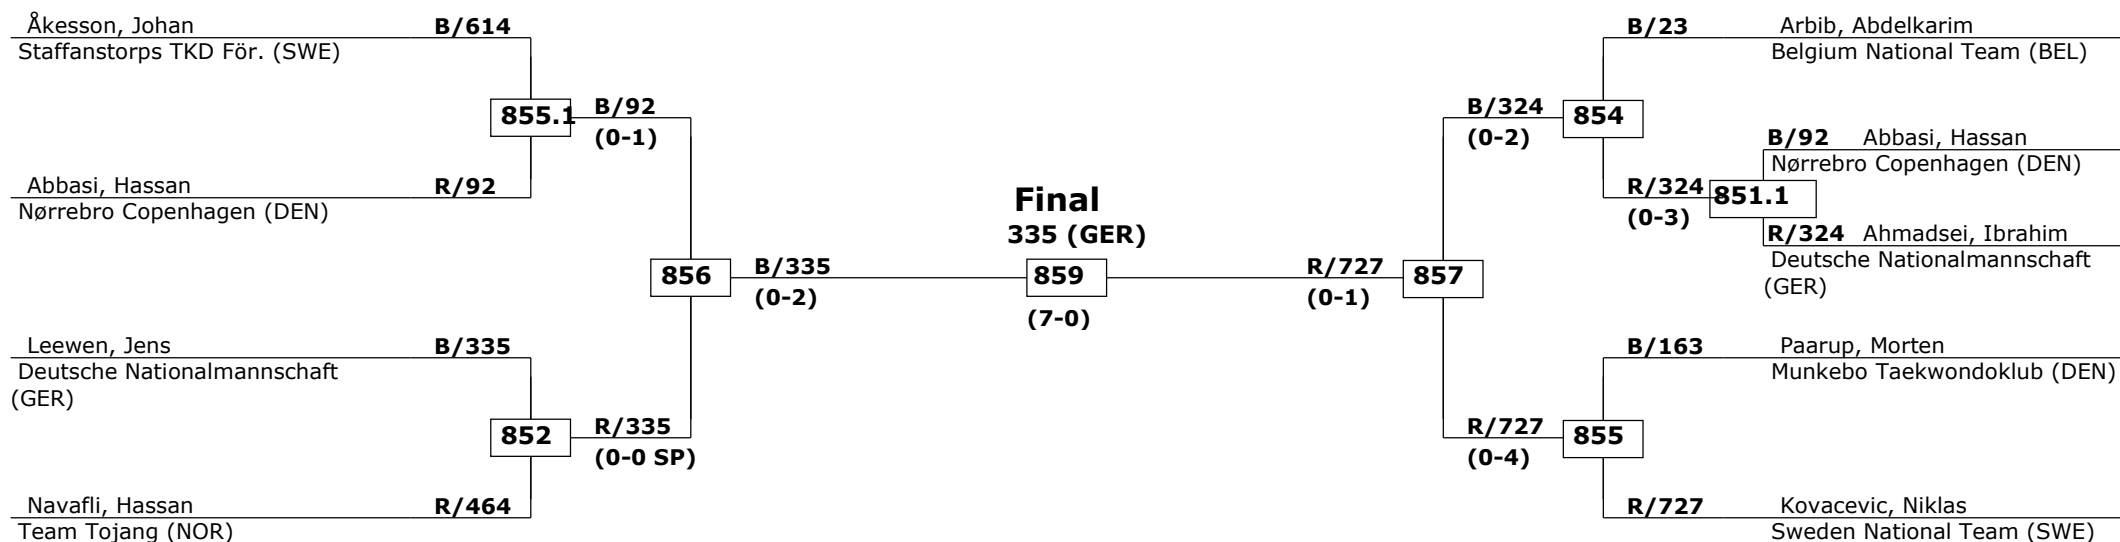 Åkesson, Johan B/614
Staffanstorps TKD För. (SWE)
855.1
B/92
(0-1)
Abbasi, Hassan R/92
Nørrebro Copenhagen (DEN)
856
B/335
(0-2)
Leewen, Jens B/335
Deutsche Nationalmannschaft
(GER)
852
R/335
(0-0 SP)
Navafli, Hassan R/464
Team Tojang (NOR)
Final
335 (GER)
859
(7-0)
R/727
(0-1)
857
B/324
(0-2)
854
B/23 Arbib, Abdelkarim
Belgium National Team (BEL)
R/324
(0-3)
851.1
B/92 Abbasi, Hassan
Nørrebro Copenhagen (DEN)
R/324 Ahmadsei, Ibrahim
Deutsche Nationalmannschaft
(GER)
R/727
(0-4)
855
B/163 Paarup, Morten
Munkebo Taekwondoklub (DEN)
R/727 Kovacevic, Niklas
Sweden National Team (SWE)